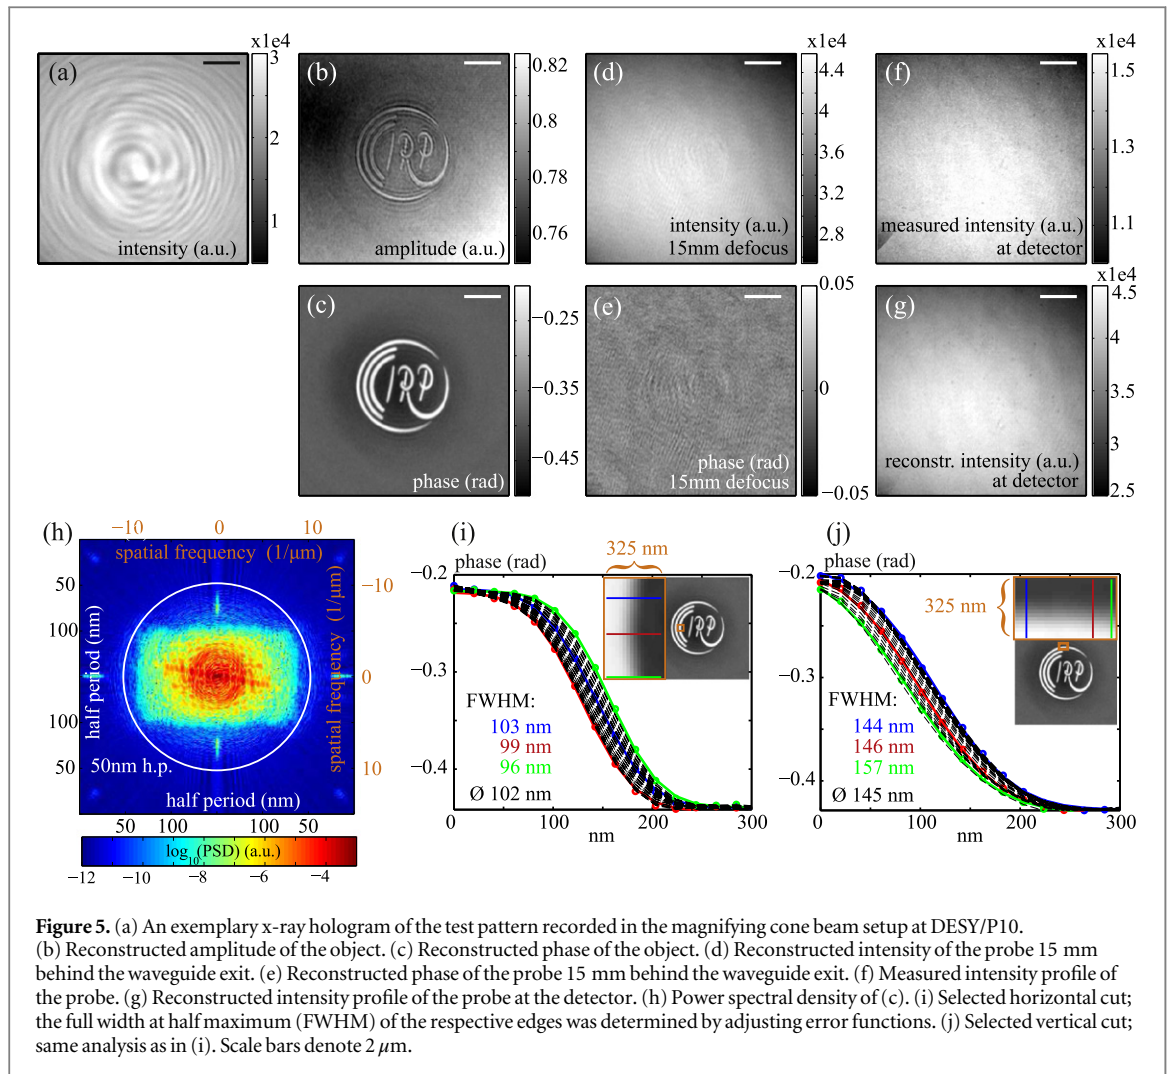 (a)
x1e4
3
2
1
intensity (a.u.)
(b)
0.82
0.8
0.78
0.76
amplitude (a.u.)
(d)
x1e4
4.4
4
3.6
3.2
2.8
intensity (a.u.)
15mm defocus
(f)
x1e4
1.5
1.3
1.1
measured intensity (a.u.)
at detector
(c)
−0.25
−0.35
−0.45
phase (rad)
(e)
0.05
0
−0.05
phase (rad)
15mm defocus
(g)
x1e4
4.5
4
3.5
3
2.5
reconstr. intensity (a.u.)
at detector
(h)
−10 0 10
spatial frequency (1/μm)
50
100
100
50
half period (nm)
−10
0
10
spatial frequency (1/μm)
50nm h.p.
half period (nm)
50 100 100 50
log10(PSD) (a.u.)
−12 −10 −8 −6 −4
(i)
phase (rad)
325 nm
−0.2
−0.3
−0.4
FWHM:
103 nm
99 nm
96 nm
Ø 102 nm
0 100 200 300
nm
(j)
phase (rad)
325 nm
−0.2
−0.3
−0.4
FWHM:
144 nm
146 nm
157 nm
Ø 145 nm
0 100 200 300
nm
Figure 5. (a) An exemplary x-ray hologram of the test pattern recorded in the magnifying cone beam setup at DESY/P10.
(b) Reconstructed amplitude of the object. (c) Reconstructed phase of the object. (d) Reconstructed intensity of the probe 15 mm
behind the waveguide exit. (e) Reconstructed phase of the probe 15 mm behind the waveguide exit. (f) Measured intensity profile of
the probe. (g) Reconstructed intensity profile of the probe at the detector. (h) Power spectral density of (c). (i) Selected horizontal cut;
the full width at half maximum (FWHM) of the respective edges was determined by adjusting error functions. (j) Selected vertical cut;
same analysis as in (i). Scale bars denote 2 μm.